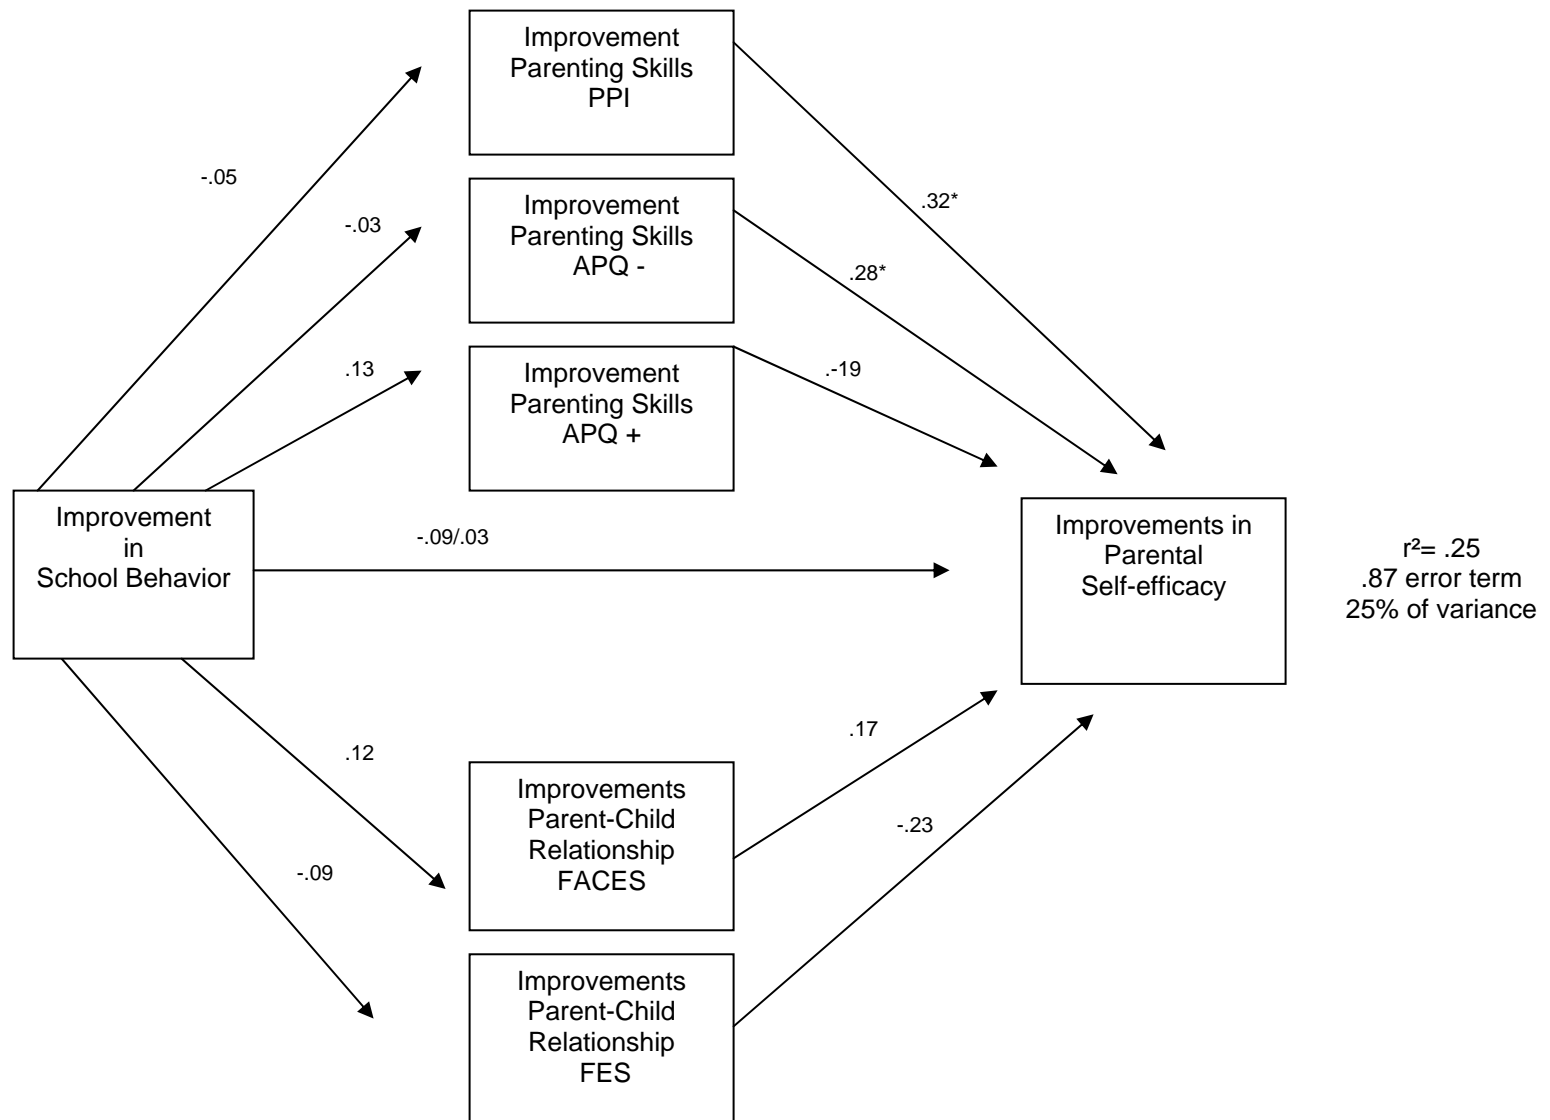 Improvement
Parenting Skills
PPI
-.05
.32*
Improvement
Parenting Skills
APQ -
-.03
.28*
Improvement
Parenting Skills
APQ +
.13
.-19
Improvement
in
School Behavior
-.09/.03
Improvements in
Parental
Self-efficacy
r²= .25
.87 error term
25% of variance
.12
.17
Improvements
Parent-Child
Relationship
FACES
-.09
-.23
Improvements
Parent-Child
Relationship
FES